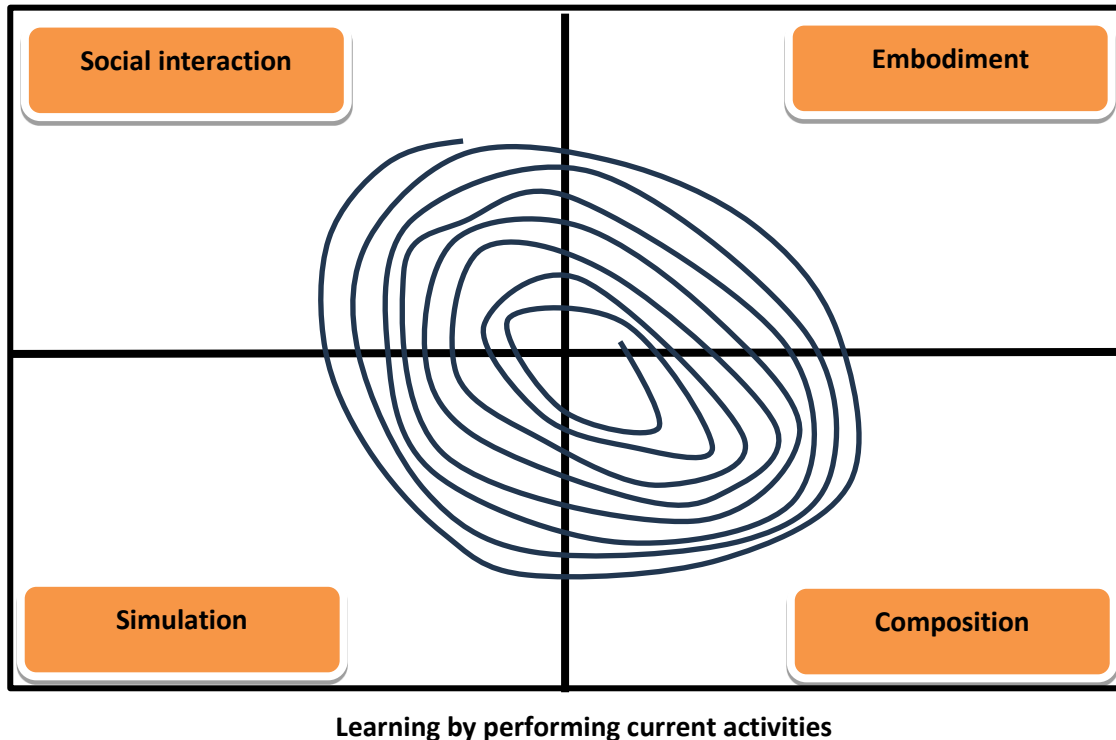 Social interaction
Embodiment
Simulation
Composition
Learning by performing current activities